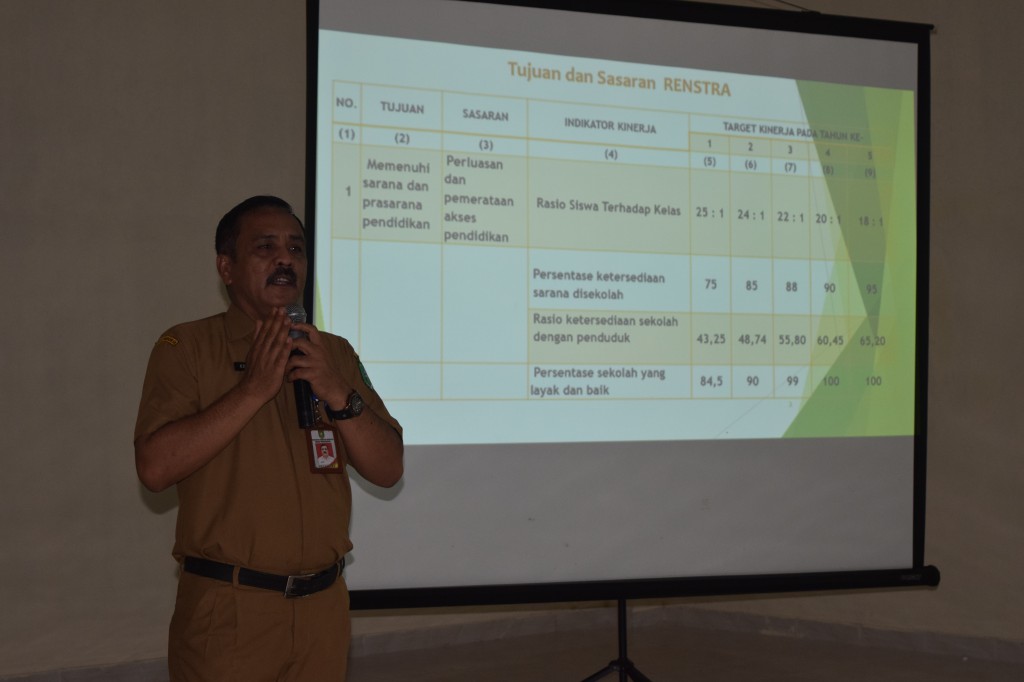 Tujuan dan Sasaran RENSTRA
NO. TUJUAN SASARAN INDIKATOR KINERJA TARGET KINERJA PADA TAHUN KE-
1 2 3 4 5
(1) (2) (3) (4) (5) (6) (7) (8) (9)
1 Memenuhi sarana dan prasarana pendidikan
Perluasan dan pemerataan akses pendidikan
Rasio Siswa Terhadap Kelas 25 : 1 24 : 1 22 : 1 20 : 1 18 : 1
Persentase ketersediaan
sarana disekolah 75 85 88 90 95
Rasio ketersediaan sekolah
dengan penduduk 43,25 48,74 55,80 60,45 65,20
Persentase sekolah yang
layak dan baik 84,5 90 99 100 100